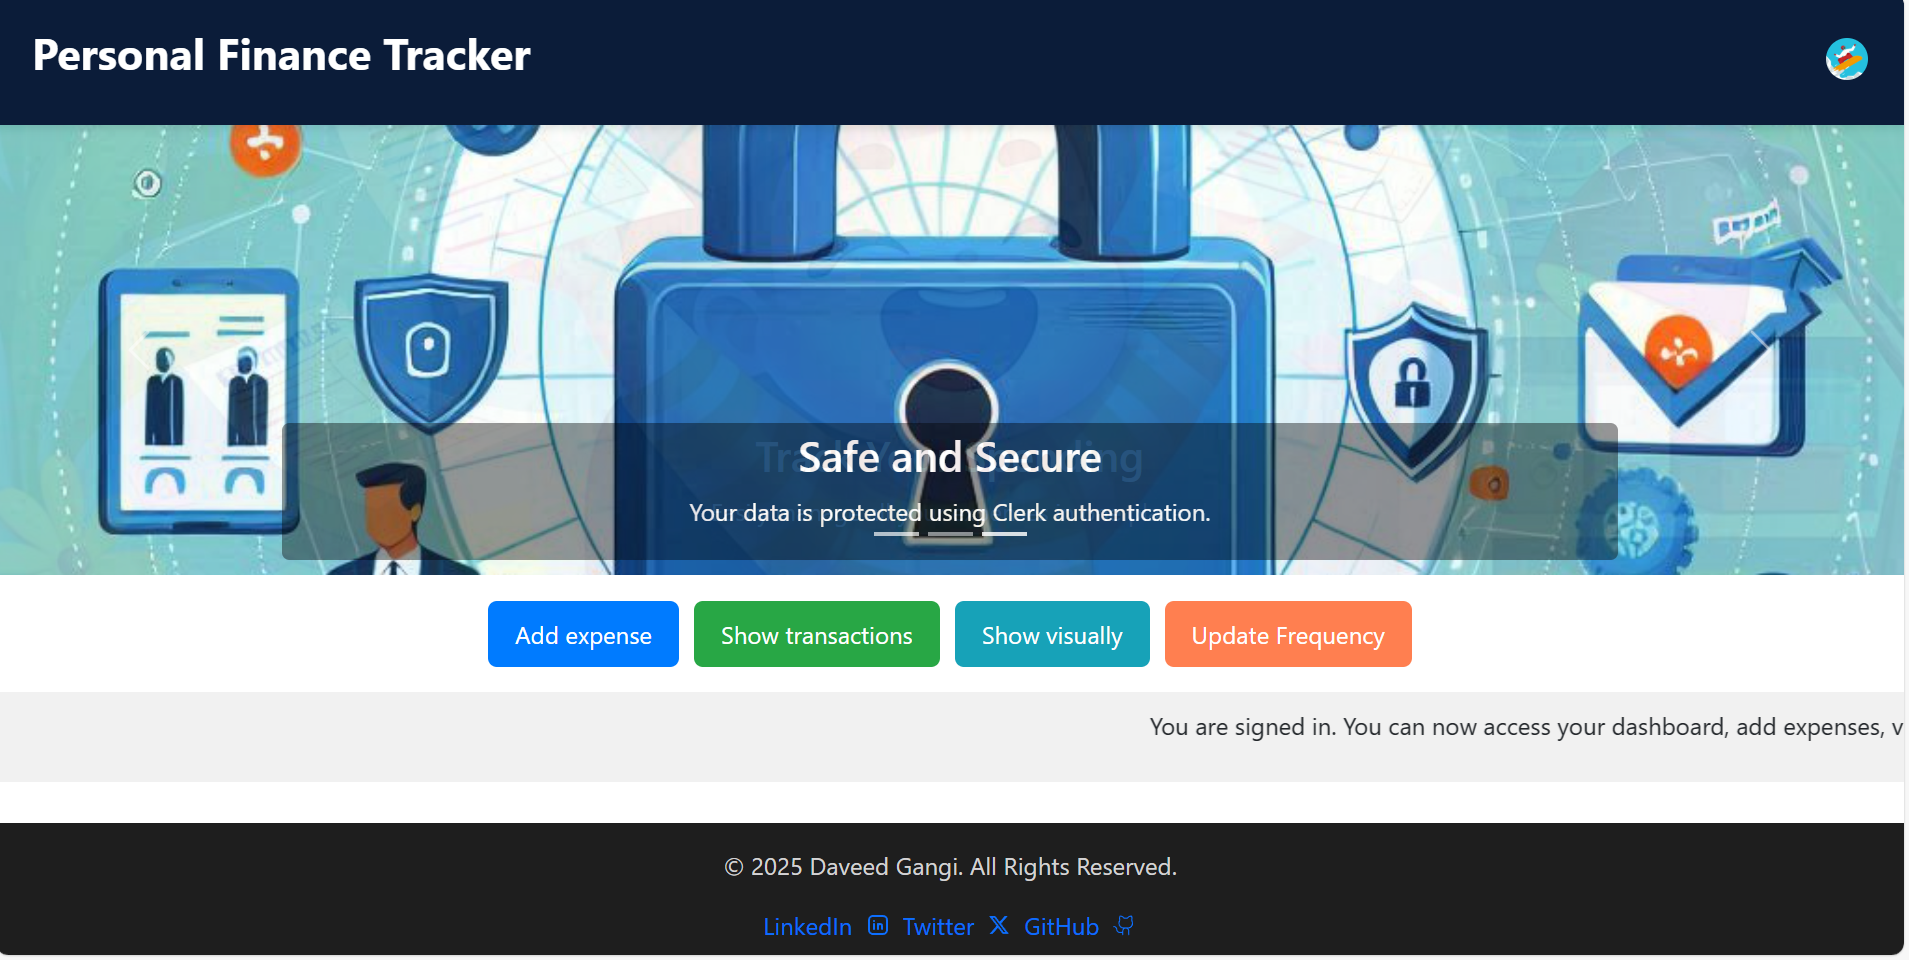 Personal Finance Tracker
Safe and Secure
Your data is protected using Clerk authentication.
Add expense
Show transactions
Show visually
Update Frequency
You are signed in. You can now access your dashboard, add expenses, v
© 2025 Daveed Gangi. All Rights Reserved.
LinkedIn Twitter GitHub